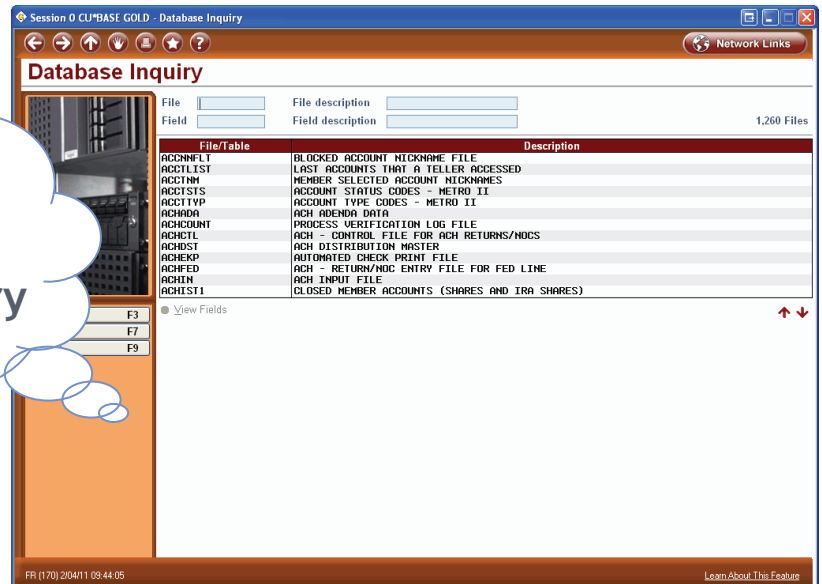 Session 0 CU*BASE GOLD - Database Inquiry
Network Links
Database Inquiry
File File description
Field Field description 1,260 Files
File/Table Description
ACCNNFLT BLOCKED ACCOUNT NICKNAME FILE
ACCTLIST LAST ACCOUNTS THAT A TELLER ACCESSED
ACCTNM MEMBER SELECTED ACCOUNT NICKNAMES
ACCTSTS ACCOUNT STATUS CODES - METRO II
ACCTTYP ACCOUNT TYPE CODES - METRO II
ACHADA ACH ADENDA DATA
ACHCOUNT PROCESS VERIFICATION LOG FILE
ACHCTL ACH - CONTROL FILE FOR ACH RETURNS/NOCS
ACHDST ACH DISTRIBUTION MASTER
ACHEKP AUTOMATED CHECK PRINT FILE
ACHFED ACH - RETURN/NOC ENTRY FILE FOR FED LINE
ACHIN ACH INPUT FILE
ACHIST1 CLOSED MEMBER ACCOUNTS (SHARES AND IRA SHARES)
View Fields
F3
F7
F9
FR (170) 2/04/11 09:44:05
Learn About This Feature